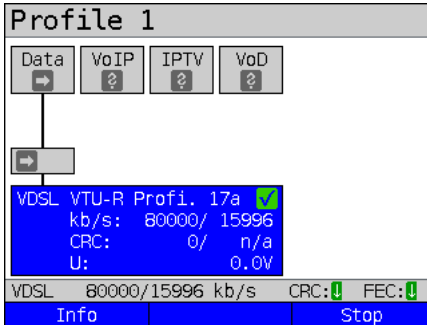 Profile 1
Data VoIP IPTV VoD
VDSL VTU-R Profi. 17a
kb/s: 80000/ 15996
CRC: 0/ n/a
U: 0.0V
VDSL 80000/15996 kb/s CRC: FEC:
Info Stop